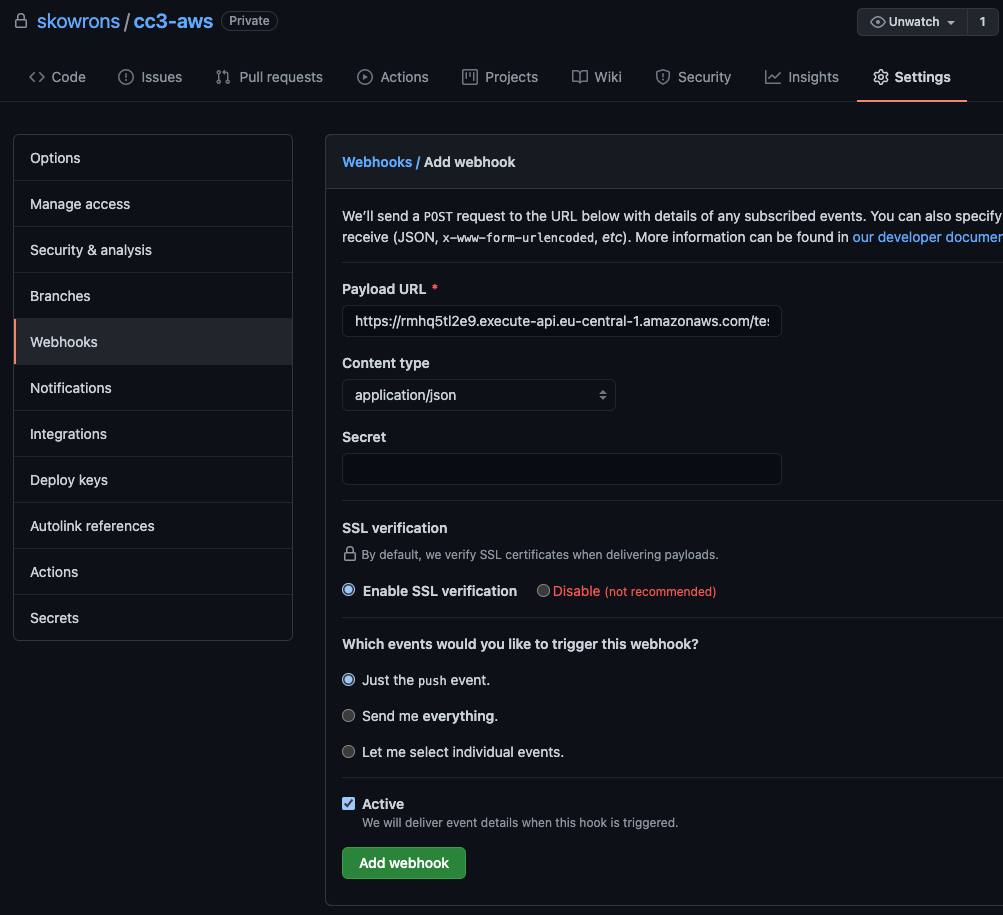 skowrons / cc3-aws Private
Unwatch 1
Code Issues Pull requests Actions Projects Wiki Security Insights Settings
Options
Manage access
Security & analysis
Branches
Webhooks
Notifications
Integrations
Deploy keys
Autolink references
Actions
Secrets
Webhooks / Add webhook
We'll send a POST request to the URL below with details of any subscribed events. You can also specify
receive (JSON, x-www-form-urlencoded, etc). More information can be found in our developer documen
Payload URL *
https://rmhq5tl2e9.execute-api.eu-central-1.amazonaws.com/tes
Content type
application/json
Secret
SSL verification
By default, we verify SSL certificates when delivering payloads.
Enable SSL verification Disable (not recommended)
Which events would you like to trigger this webhook?
Just the push event.
Send me everything.
Let me select individual events.
Active
We will deliver event details when this hook is triggered.
Add webhook